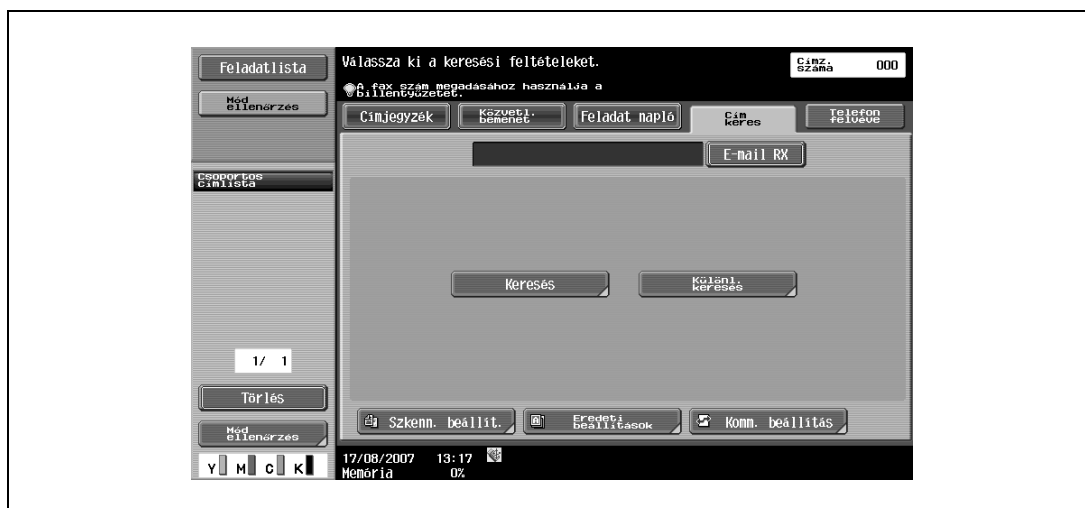 Feladatlista
Mód
ellenőrzés
Csoportos
címlista
1/ 1
Törlés
Mód
ellenőrzés
Y M C K
Válassza ki a keresési feltételeket.
A fax szám megadásához használja a
billentyűzetet.
Címz.
száma 000
Címjegyzék
Közvetl.
bemenet
Feladat napló
Cím
keres
Telefon
felvéve
E-mail RX
Keresés
Különl.
keresés
Szkenn. beállít.
Eredeti
beállítások
Komm. beállítás
17/08/2007 13:17
Memória 0%